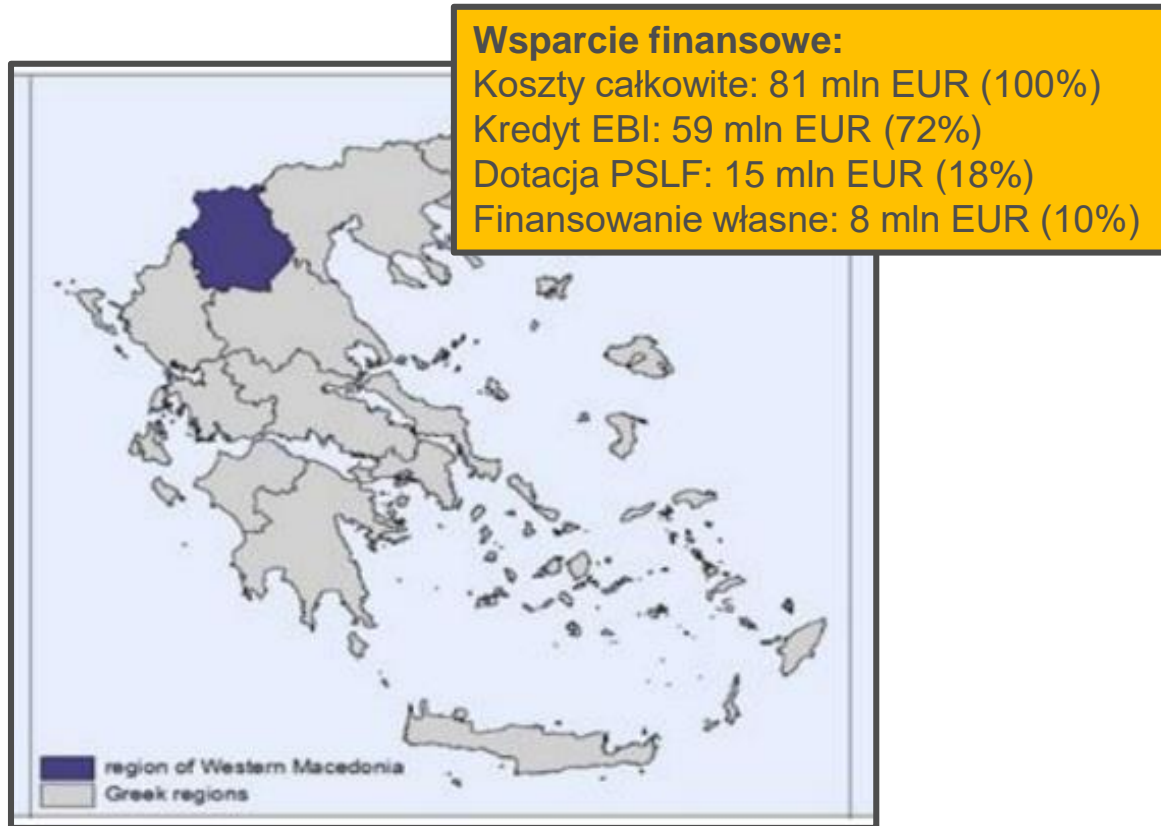 Wsparcie finansowe:
Koszty całkowite: 81 mln EUR (100%)
Kredyt EBI: 59 mln EUR (72%)
Dotacja PSLF: 15 mln EUR (18%)
Finansowanie własne: 8 mln EUR (10%)
region of Western Macedonia
Greek regions